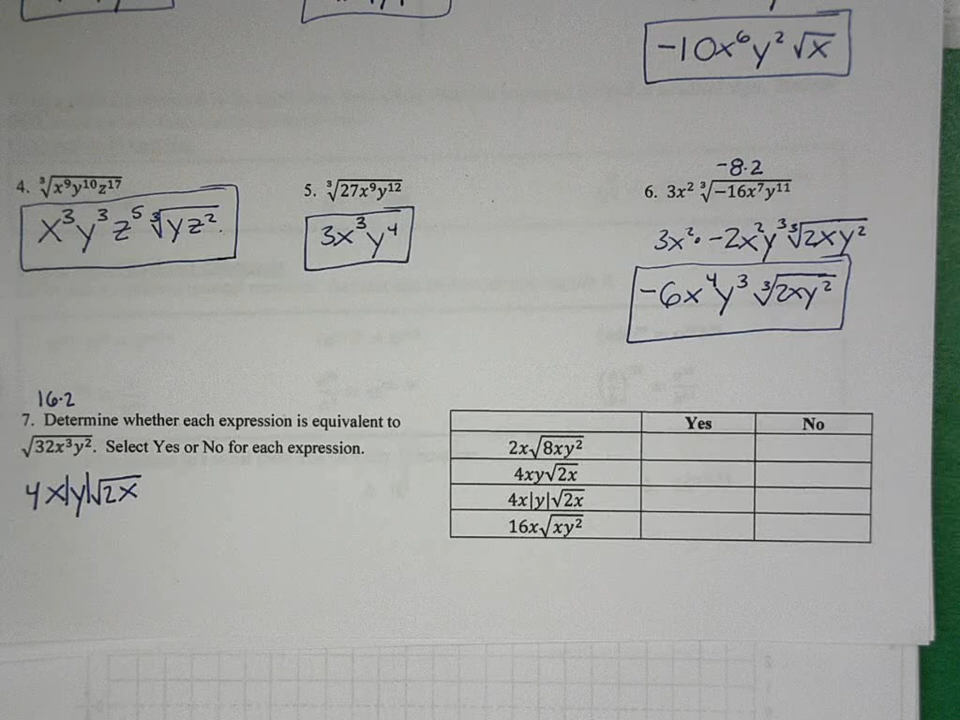 -10x⁶y²√x
4. ∛(x⁹y¹⁰z¹⁷)
x³y³z⁵ ∛(yz²).
5. ∛(27x⁹y¹²)
3x³y⁴
-8·2
6. 3x² ∛(−16x⁷y¹¹)
3x²· -2x²y³ ∛(2xy²)
-6x⁴y³ ∛(2xy²)
16·2
7. Determine whether each expression is equivalent to
√(32x³y²). Select Yes or No for each expression.
4x|y|√(2x)
Yes No
2x√(8xy²)
4xy√(2x)
4x|y|√(2x)
16x√(xy²)